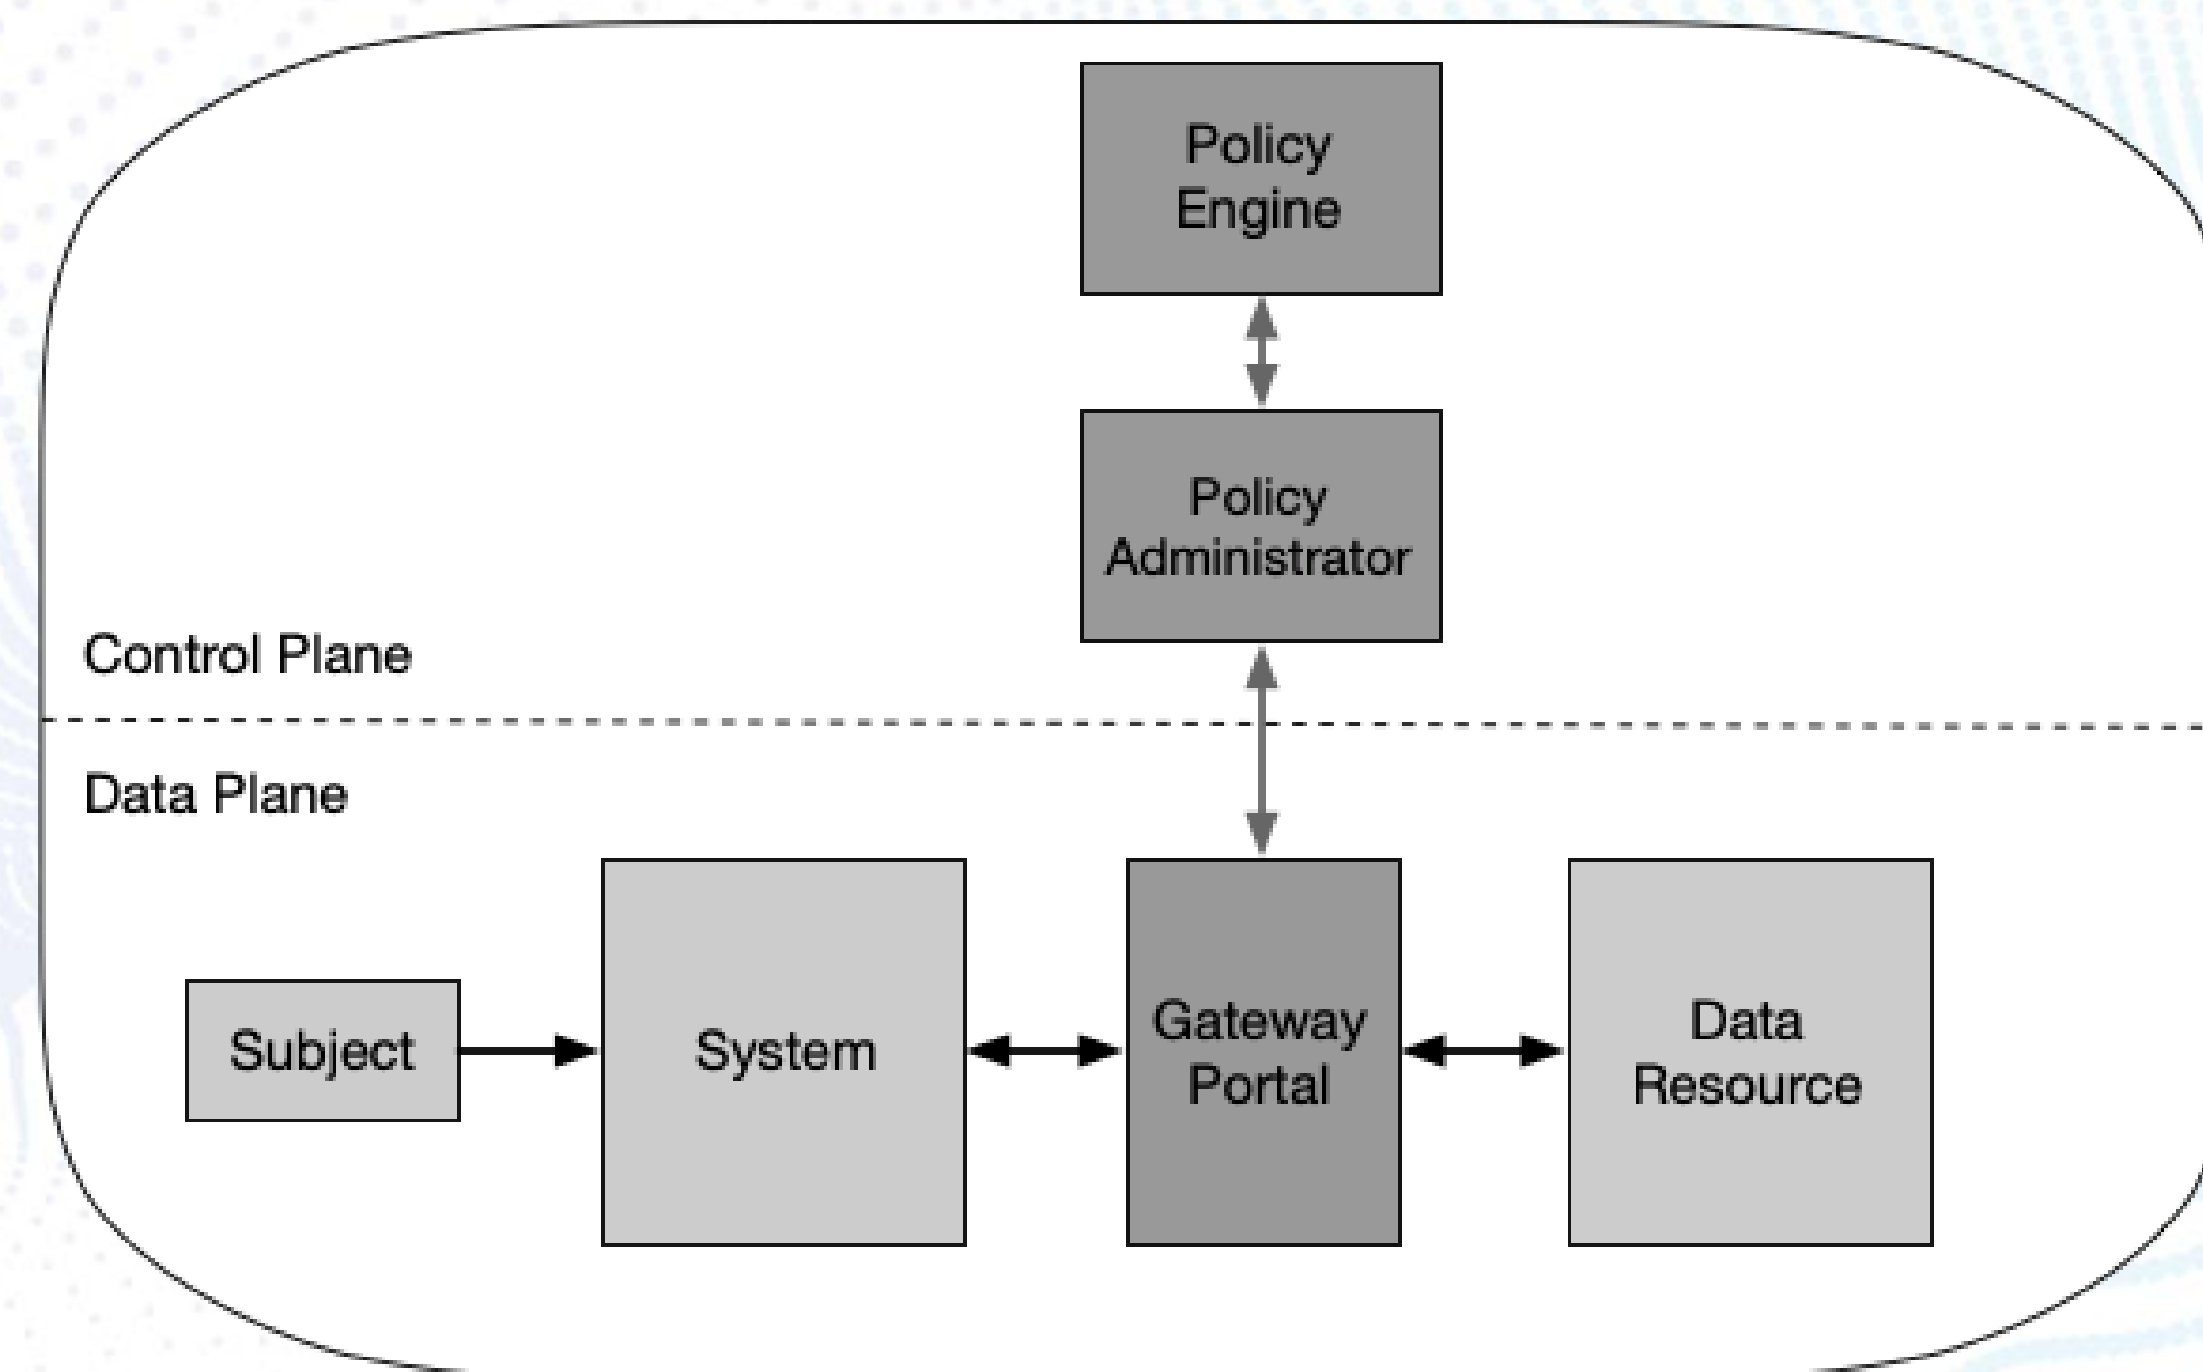 Policy
Engine
Policy
Administrator
Control Plane
Data Plane
Subject
System
Gateway
Portal
Data
Resource